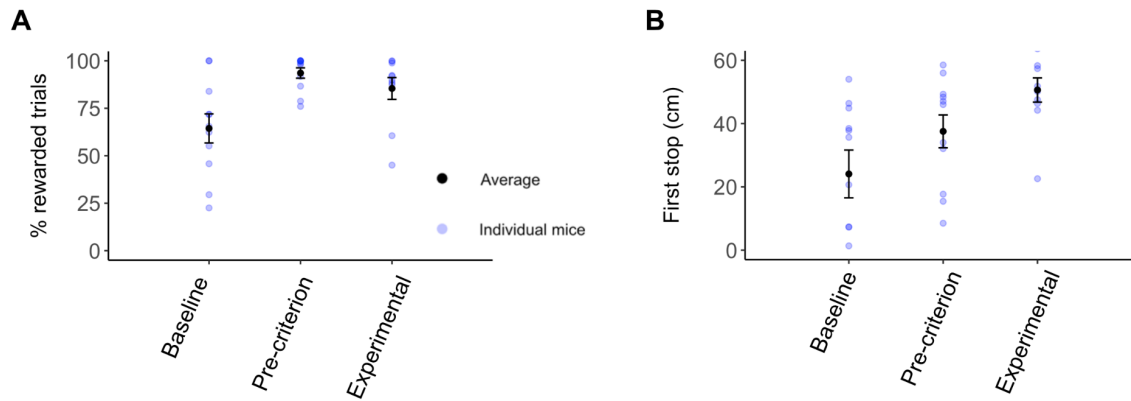 A
% rewarded trials
100
75
50
25
0
Baseline
Pre-criterion
Experimental
Average
Individual mice
B
First stop (cm)
60
40
20
0
Baseline
Pre-criterion
Experimental